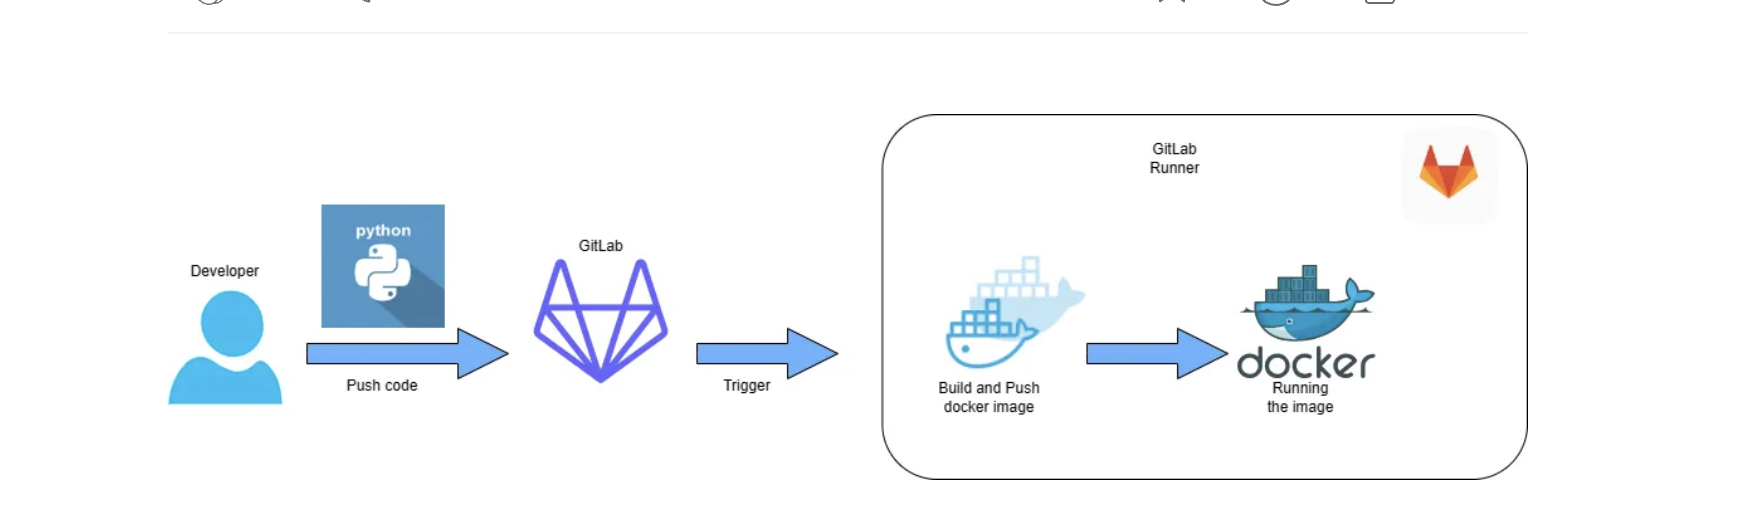 Developer
python
Push code
GitLab
Trigger
GitLab
Runner
Build and Push
docker image
docker
Running
the image